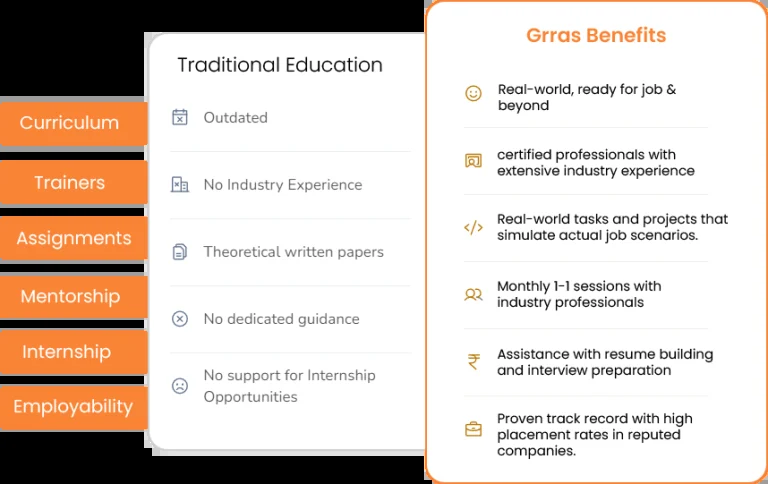 Curriculum
Trainers
Assignments
Mentorship
Internship
Employability
Traditional Education
Outdated
No Industry Experience
Theoretical written papers
No dedicated guidance
No support for Internship
Opportunities
Grras Benefits
Real-world, ready for job &
beyond
certified professionals with
extensive industry experience
Real-world tasks and projects that
simulate actual job scenarios.
Monthly 1-1 sessions with
industry professionals
Assistance with resume building
and interview preparation
Proven track record with high
placement rates in reputed
companies.